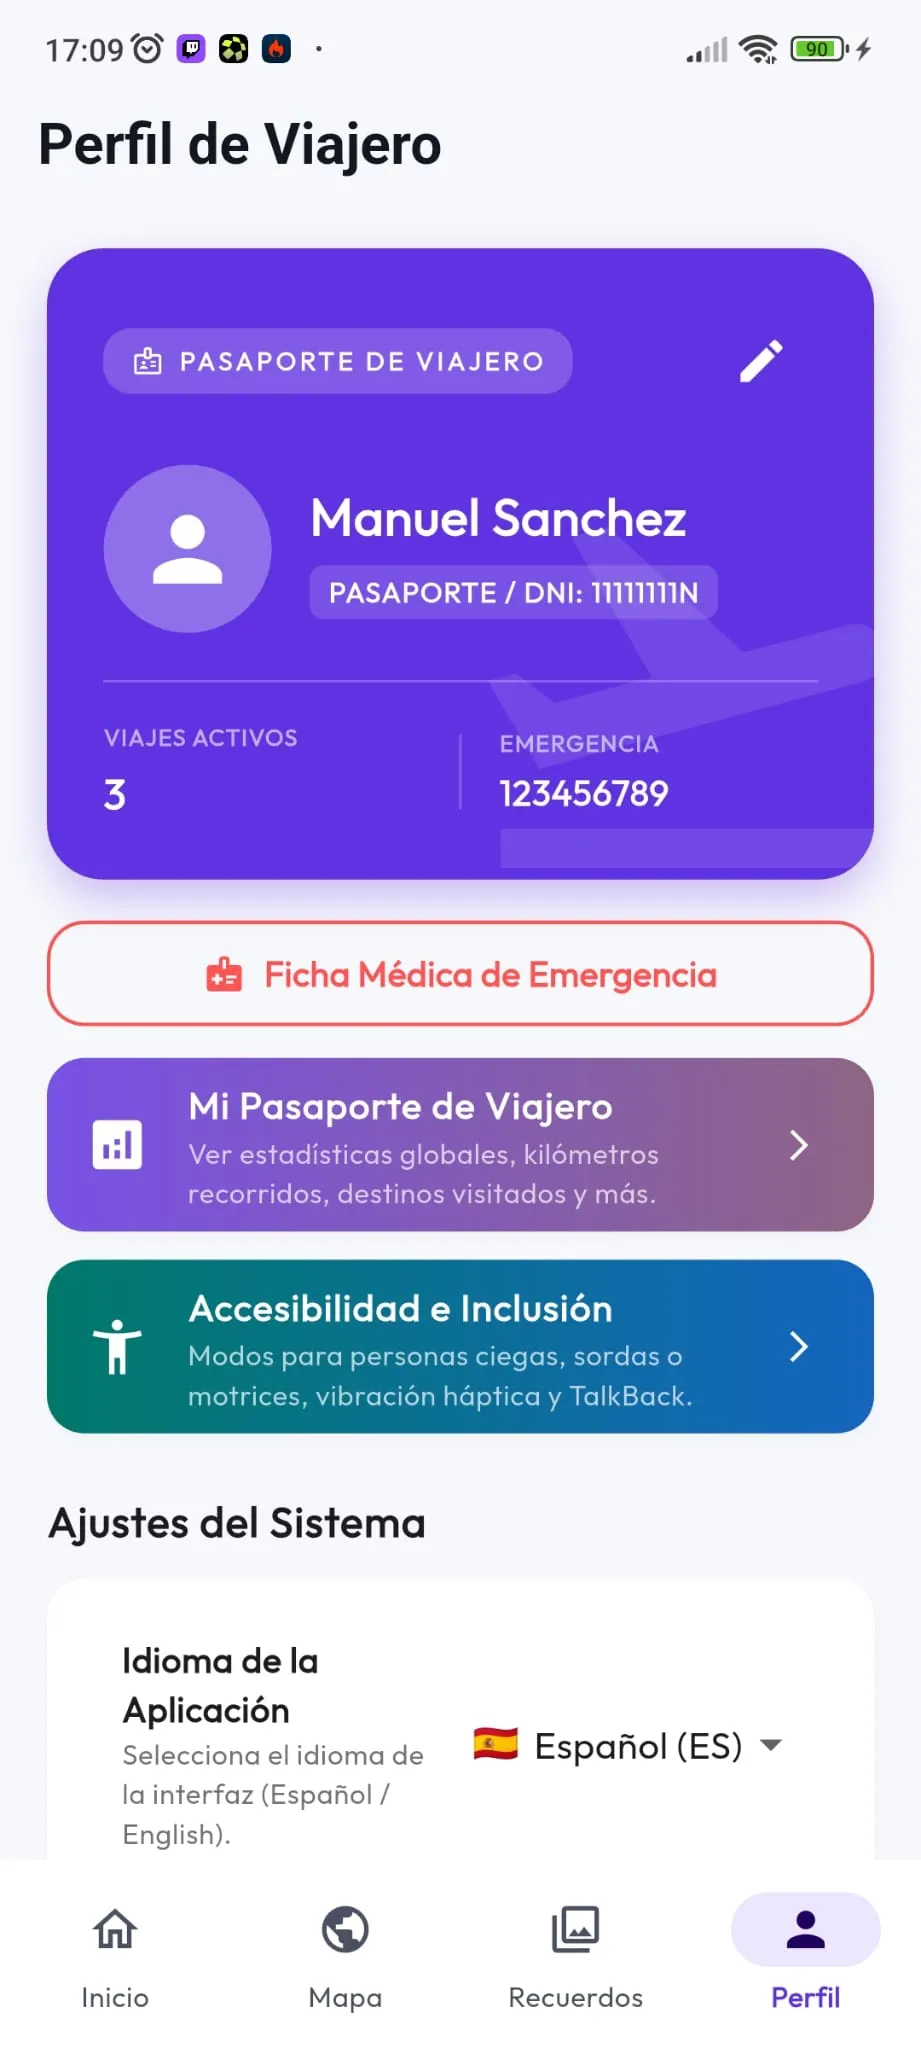 17:09
90
Perfil de Viajero
PASAPORTE DE VIAJERO
Manuel Sanchez
PASAPORTE / DNI: 11111111N
VIAJES ACTIVOS
3
EMERGENCIA
123456789
Ficha Médica de Emergencia
Mi Pasaporte de Viajero
Ver estadísticas globales, kilómetros
recorridos, destinos visitados y más.
Accesibilidad e Inclusión
Modos para personas ciegas, sordas o
motrices, vibración háptica y TalkBack.
Ajustes del Sistema
Idioma de la
Aplicación
Selecciona el idioma de
la interfaz (Español /
English).
Español (ES)
Inicio
Mapa
Recuerdos
Perfil